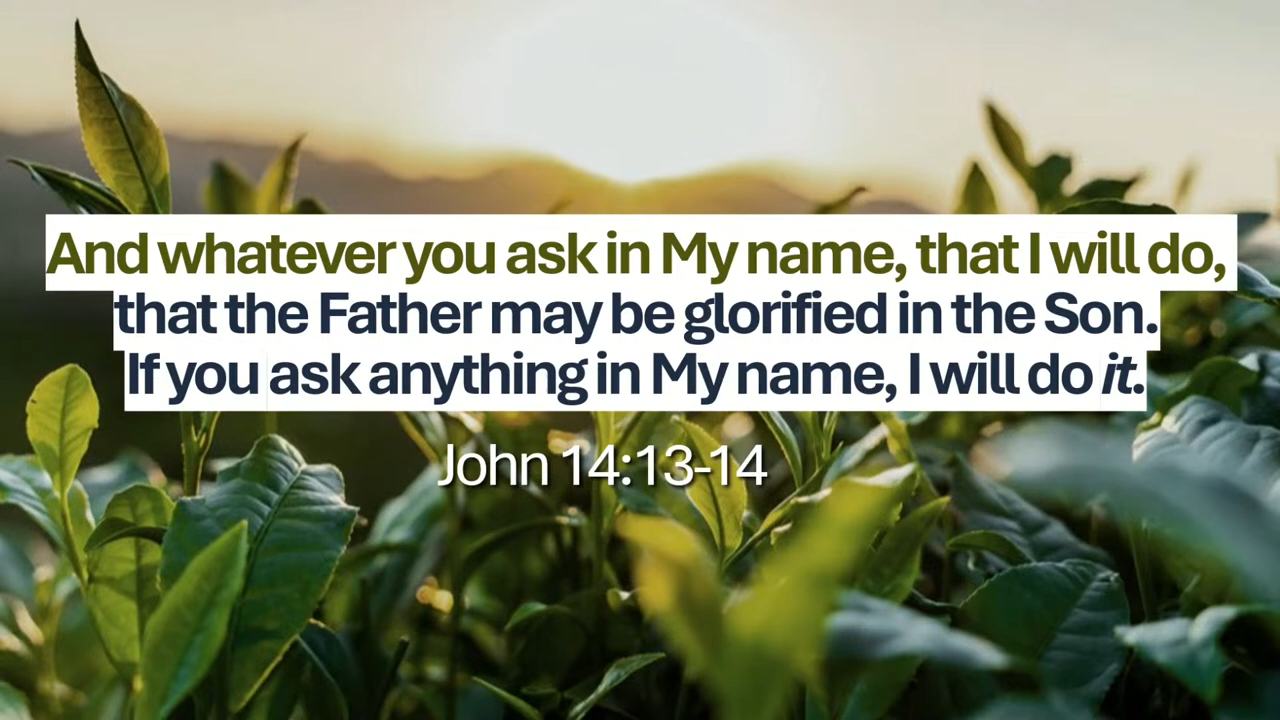 And whatever you ask in My name, that I will do,
that the Father may be glorified in the Son.
If you ask anything in My name, I will do it.
John 14:13-14